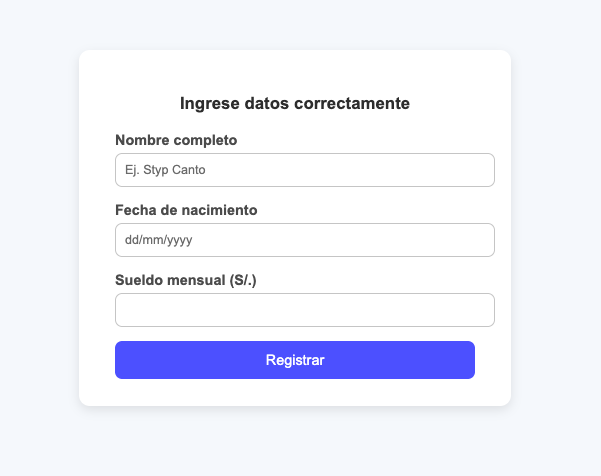 Ingrese datos correctamente
Nombre completo
Ej. Styp Canto
Fecha de nacimiento
dd/mm/yyyy
Sueldo mensual (S/.)
Registrar